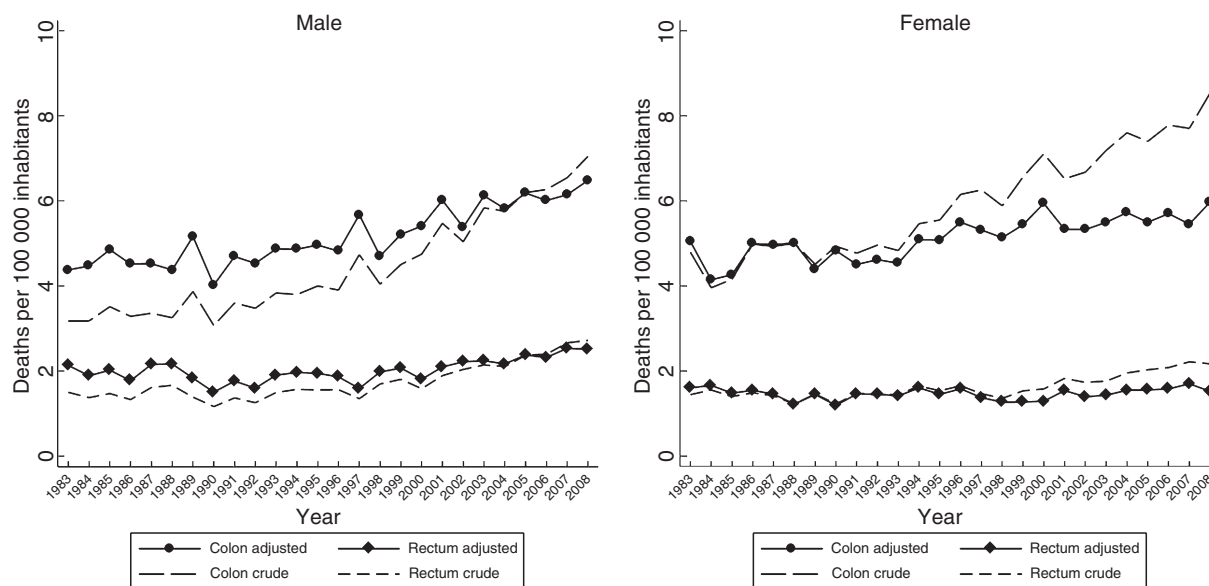 Male
Deaths per 100 000 inhabitants
10
8
6
4
2
0
1983 1984 1985 1986 1987 1988 1989 1990 1991 1992 1993 1994 1995 1996 1997 1998 1999 2000 2001 2002 2003 2004 2005 2006 2007 2008
Year
Colon adjusted Rectum adjusted
Colon crude Rectum crude
Female
Deaths per 100 000 inhabitants
10
8
6
4
2
0
1983 1984 1985 1986 1987 1988 1989 1990 1991 1992 1993 1994 1995 1996 1997 1998 1999 2000 2001 2002 2003 2004 2005 2006 2007 2008
Year
Colon adjusted Rectum adjusted
Colon crude Rectum crude